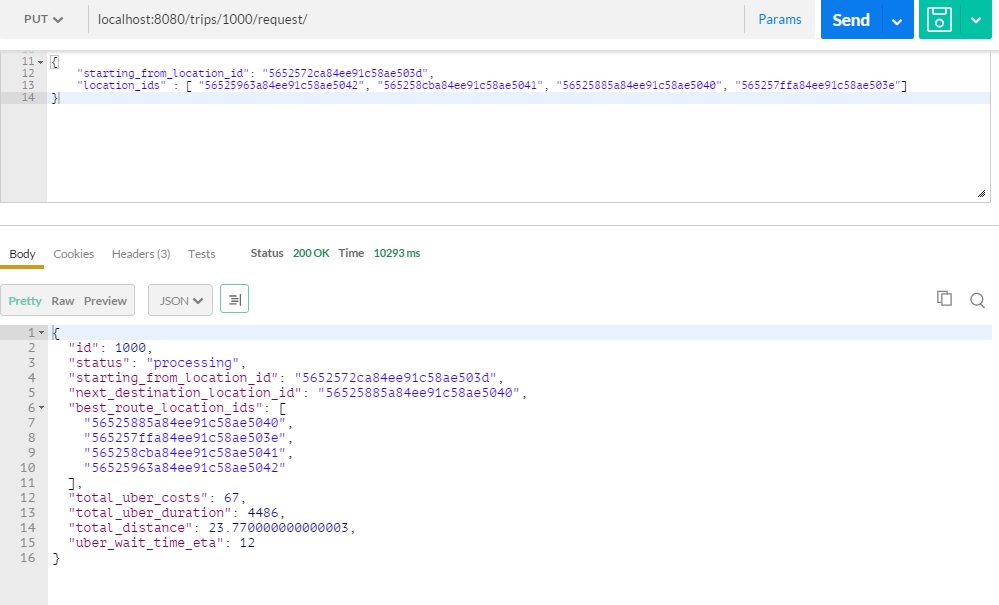 PUT localhost:8080/trips/1000/request/ Params Send
11 {
12 "starting_from_location_id": "5652572ca84ee91c58ae503d",
13 "location_ids" : [ "56525963a84ee91c58ae5042", "565258cba84ee91c58ae5041", "56525885a84ee91c58ae5040", "565257ffa84ee91c58ae503e"]
14 }
Body Cookies Headers (3) Tests Status 200 OK Time 10293 ms
Pretty Raw Preview JSON
1 {
2 "id": 1000,
3 "status": "processing",
4 "starting_from_location_id": "5652572ca84ee91c58ae503d",
5 "next_destination_location_id": "56525885a84ee91c58ae5040",
6 "best_route_location_ids": [
7 "56525885a84ee91c58ae5040",
8 "565257ffa84ee91c58ae503e",
9 "565258cba84ee91c58ae5041",
10 "56525963a84ee91c58ae5042"
11 ],
12 "total_uber_costs": 67,
13 "total_uber_duration": 4486,
14 "total_distance": 23.770000000000003,
15 "uber_wait_time_eta": 12
16 }